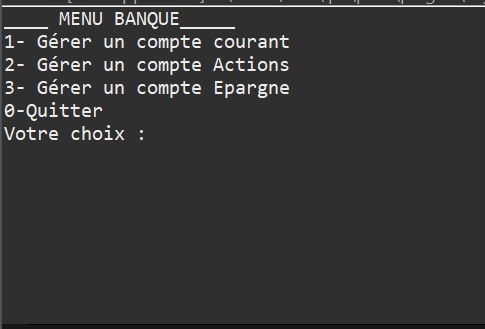 ____ MENU BANQUE_____
1- Gérer un compte courant
2- Gérer un compte Actions
3- Gérer un compte Epargne
0-Quitter
Votre choix :